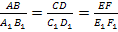 AB/A₁B₁ = CD/C₁D₁ = EF/E₁F₁